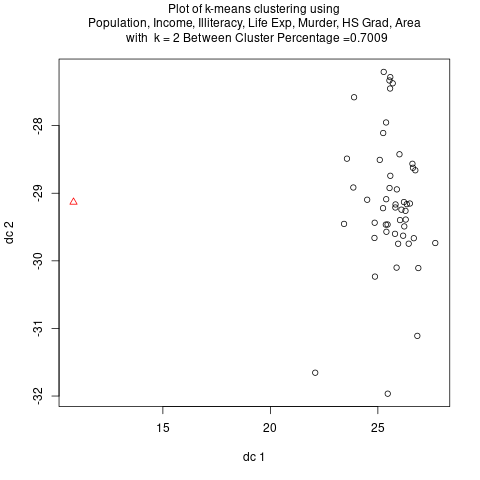 Plot of k-means clustering using
Population, Income, Illiteracy, Life Exp, Murder, HS Grad, Area
with  k = 2 Between Cluster Percentage =0.7009
-28
-29
-30
-31
-32
dc 2
15 20 25
dc 1